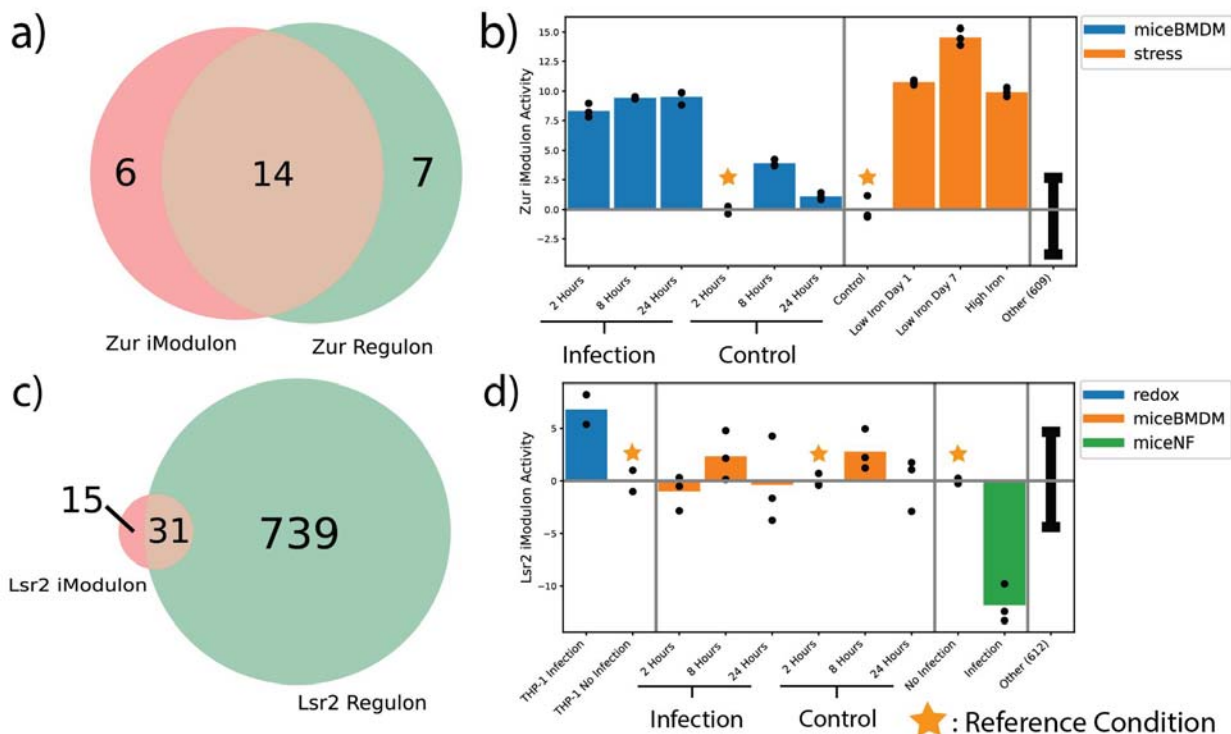 a)
6
14
7
Zur iModulon
Zur Regulon
b)
miceBMDM
stress
Zur iModulon Activity
15.0
12.5
10.0
7.5
5.0
2.5
0.0
−2.5
2 Hours
8 Hours
24 Hours
2 Hours
8 Hours
24 Hours
Control
Low Iron Day 1
Low Iron Day 7
High Iron
Other (609)
Infection
Control
c)
15
31
739
Lsr2 iModulon
Lsr2 Regulon
d)
redox
miceBMDM
miceNF
Lsr2 iModulon Activity
5
0
−5
−10
THP-1 Infection
THP-1 No Infection
2 Hours
8 Hours
24 Hours
2 Hours
8 Hours
24 Hours
No Infection
Infection
Other (612)
Infection
Control
: Reference Condition